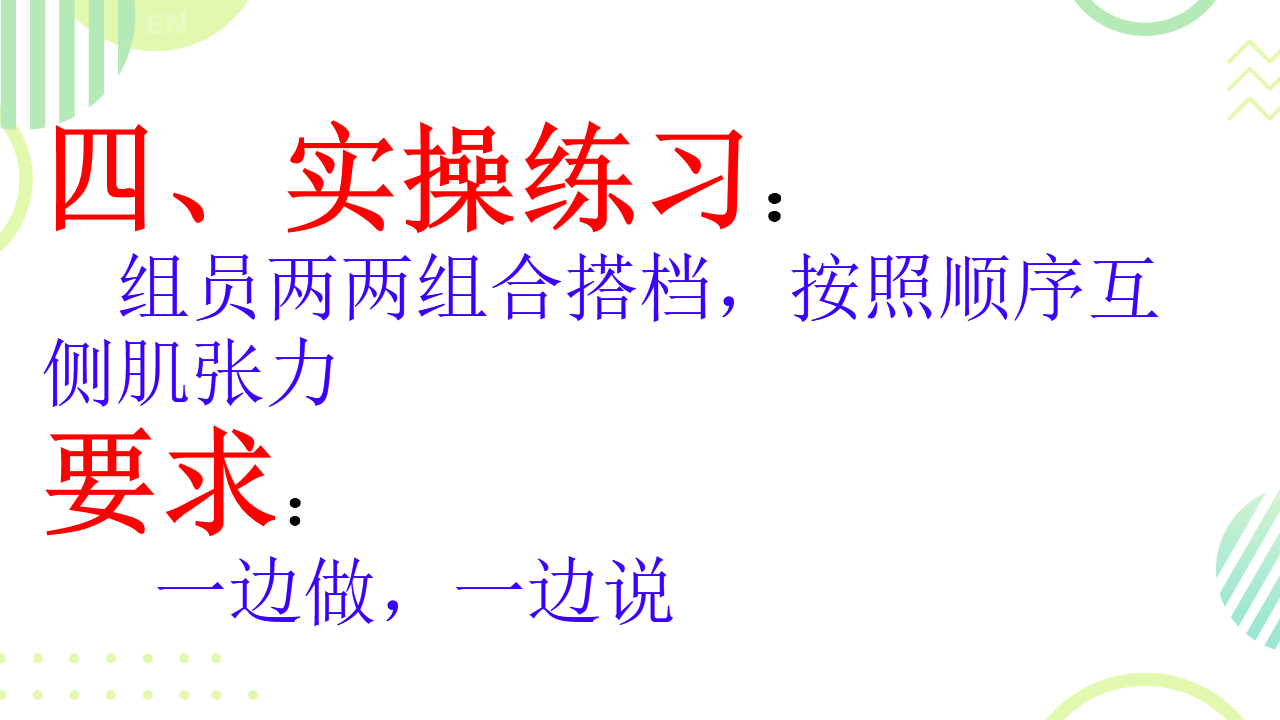 EN
四、实操练习：
组员两两组合搭档，按照顺序互
侧肌张力
要求：
一边做，一边说